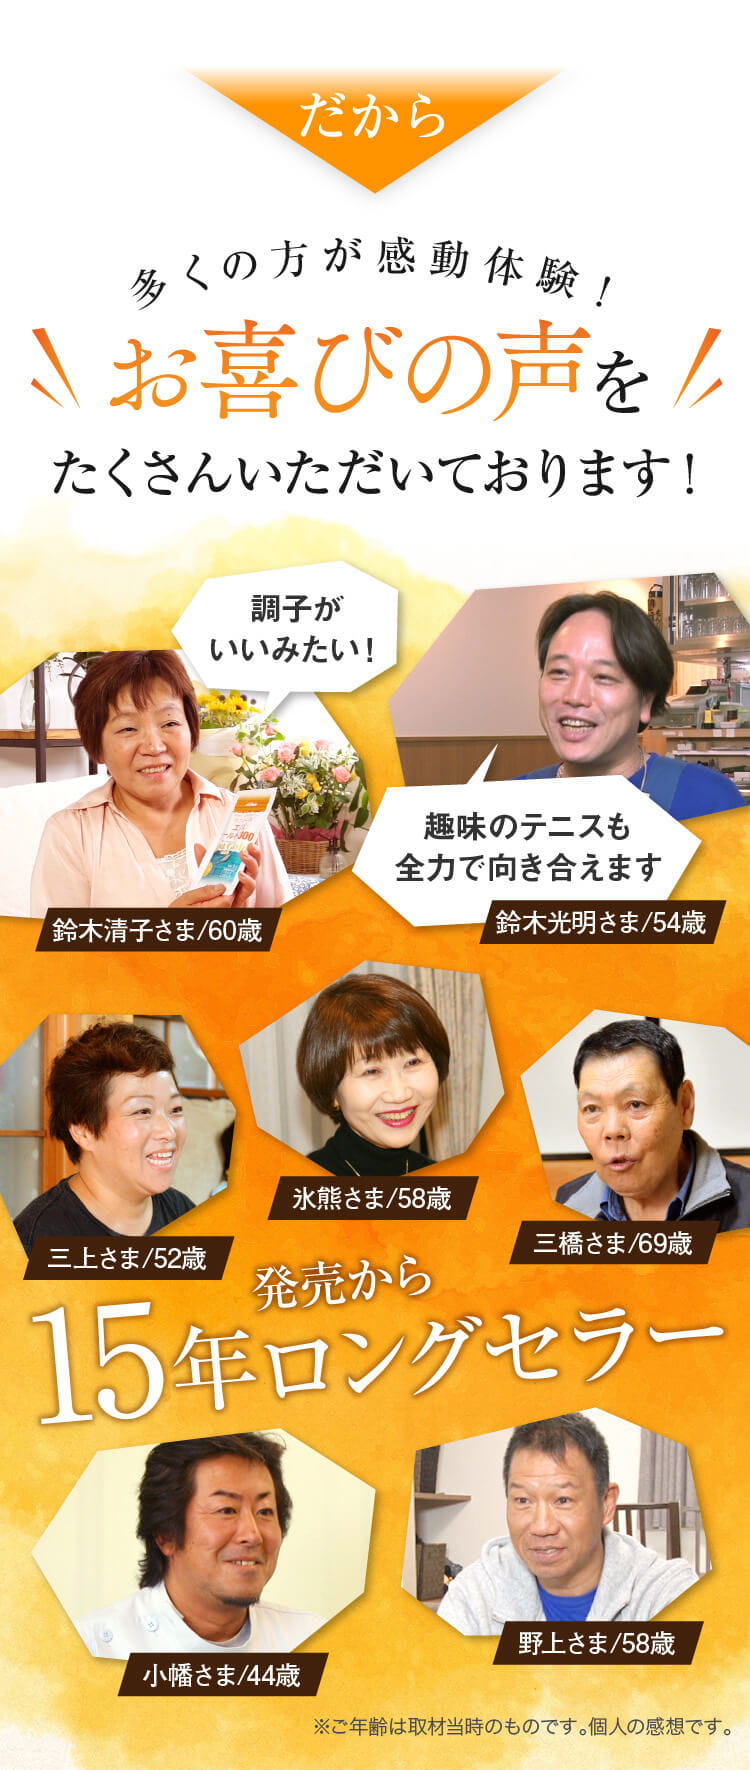 だから
多くの方が感動体験！
お喜びの声を
たくさんいただいております！
調子が
いいみたい！
趣味のテニスも
全力で向き合えます
鈴木清子さま/60歳
鈴木光明さま/54歳
氷熊さま/58歳
三上さま/52歳
三橋さま/69歳
発売から
15年ロングセラー
野上さま/58歳
小幡さま/44歳
※ご年齢は取材当時のものです。個人の感想です。